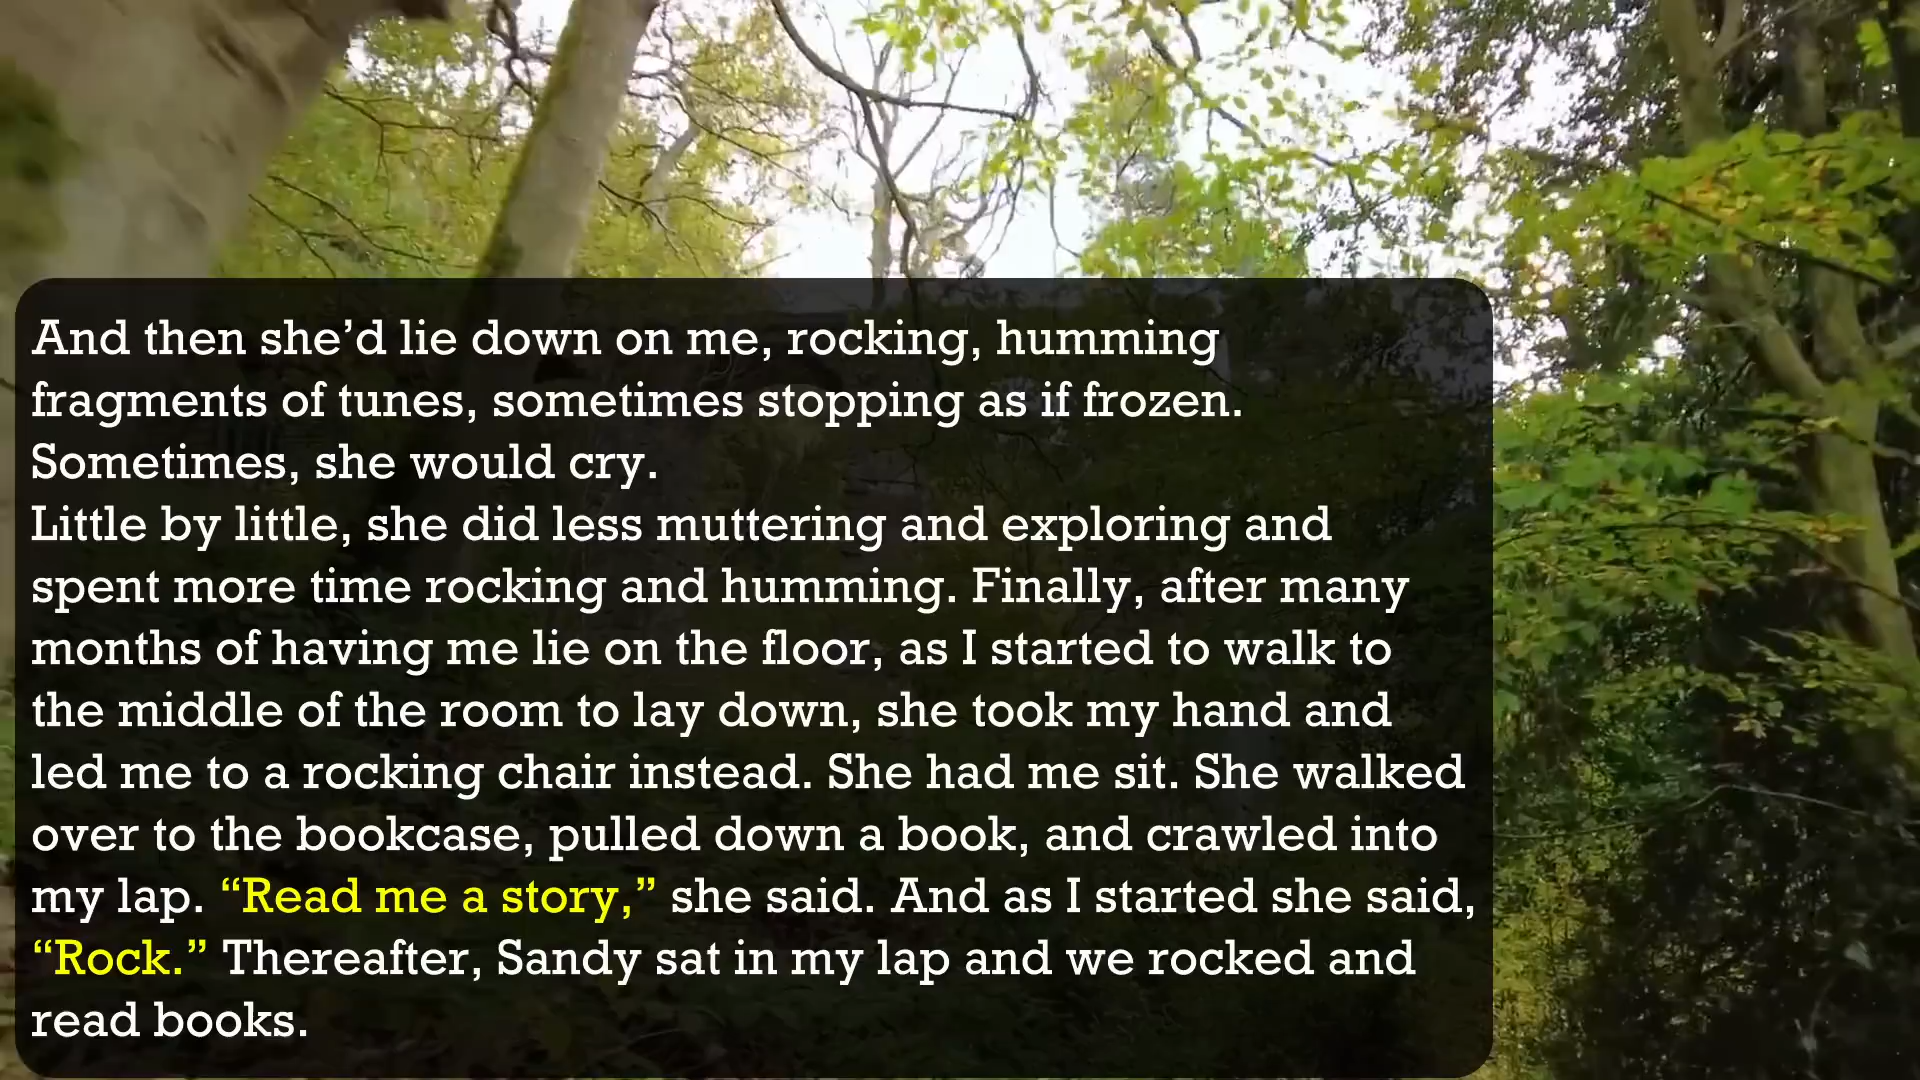 And then she’d lie down on me, rocking, humming
fragments of tunes, sometimes stopping as if frozen.
Sometimes, she would cry.
Little by little, she did less muttering and exploring and
spent more time rocking and humming. Finally, after many
months of having me lie on the floor, as I started to walk to
the middle of the room to lay down, she took my hand and
led me to a rocking chair instead. She had me sit. She walked
over to the bookcase, pulled down a book, and crawled into
my lap. “Read me a story,” she said. And as I started she said,
“Rock.” Thereafter, Sandy sat in my lap and we rocked and
read books.